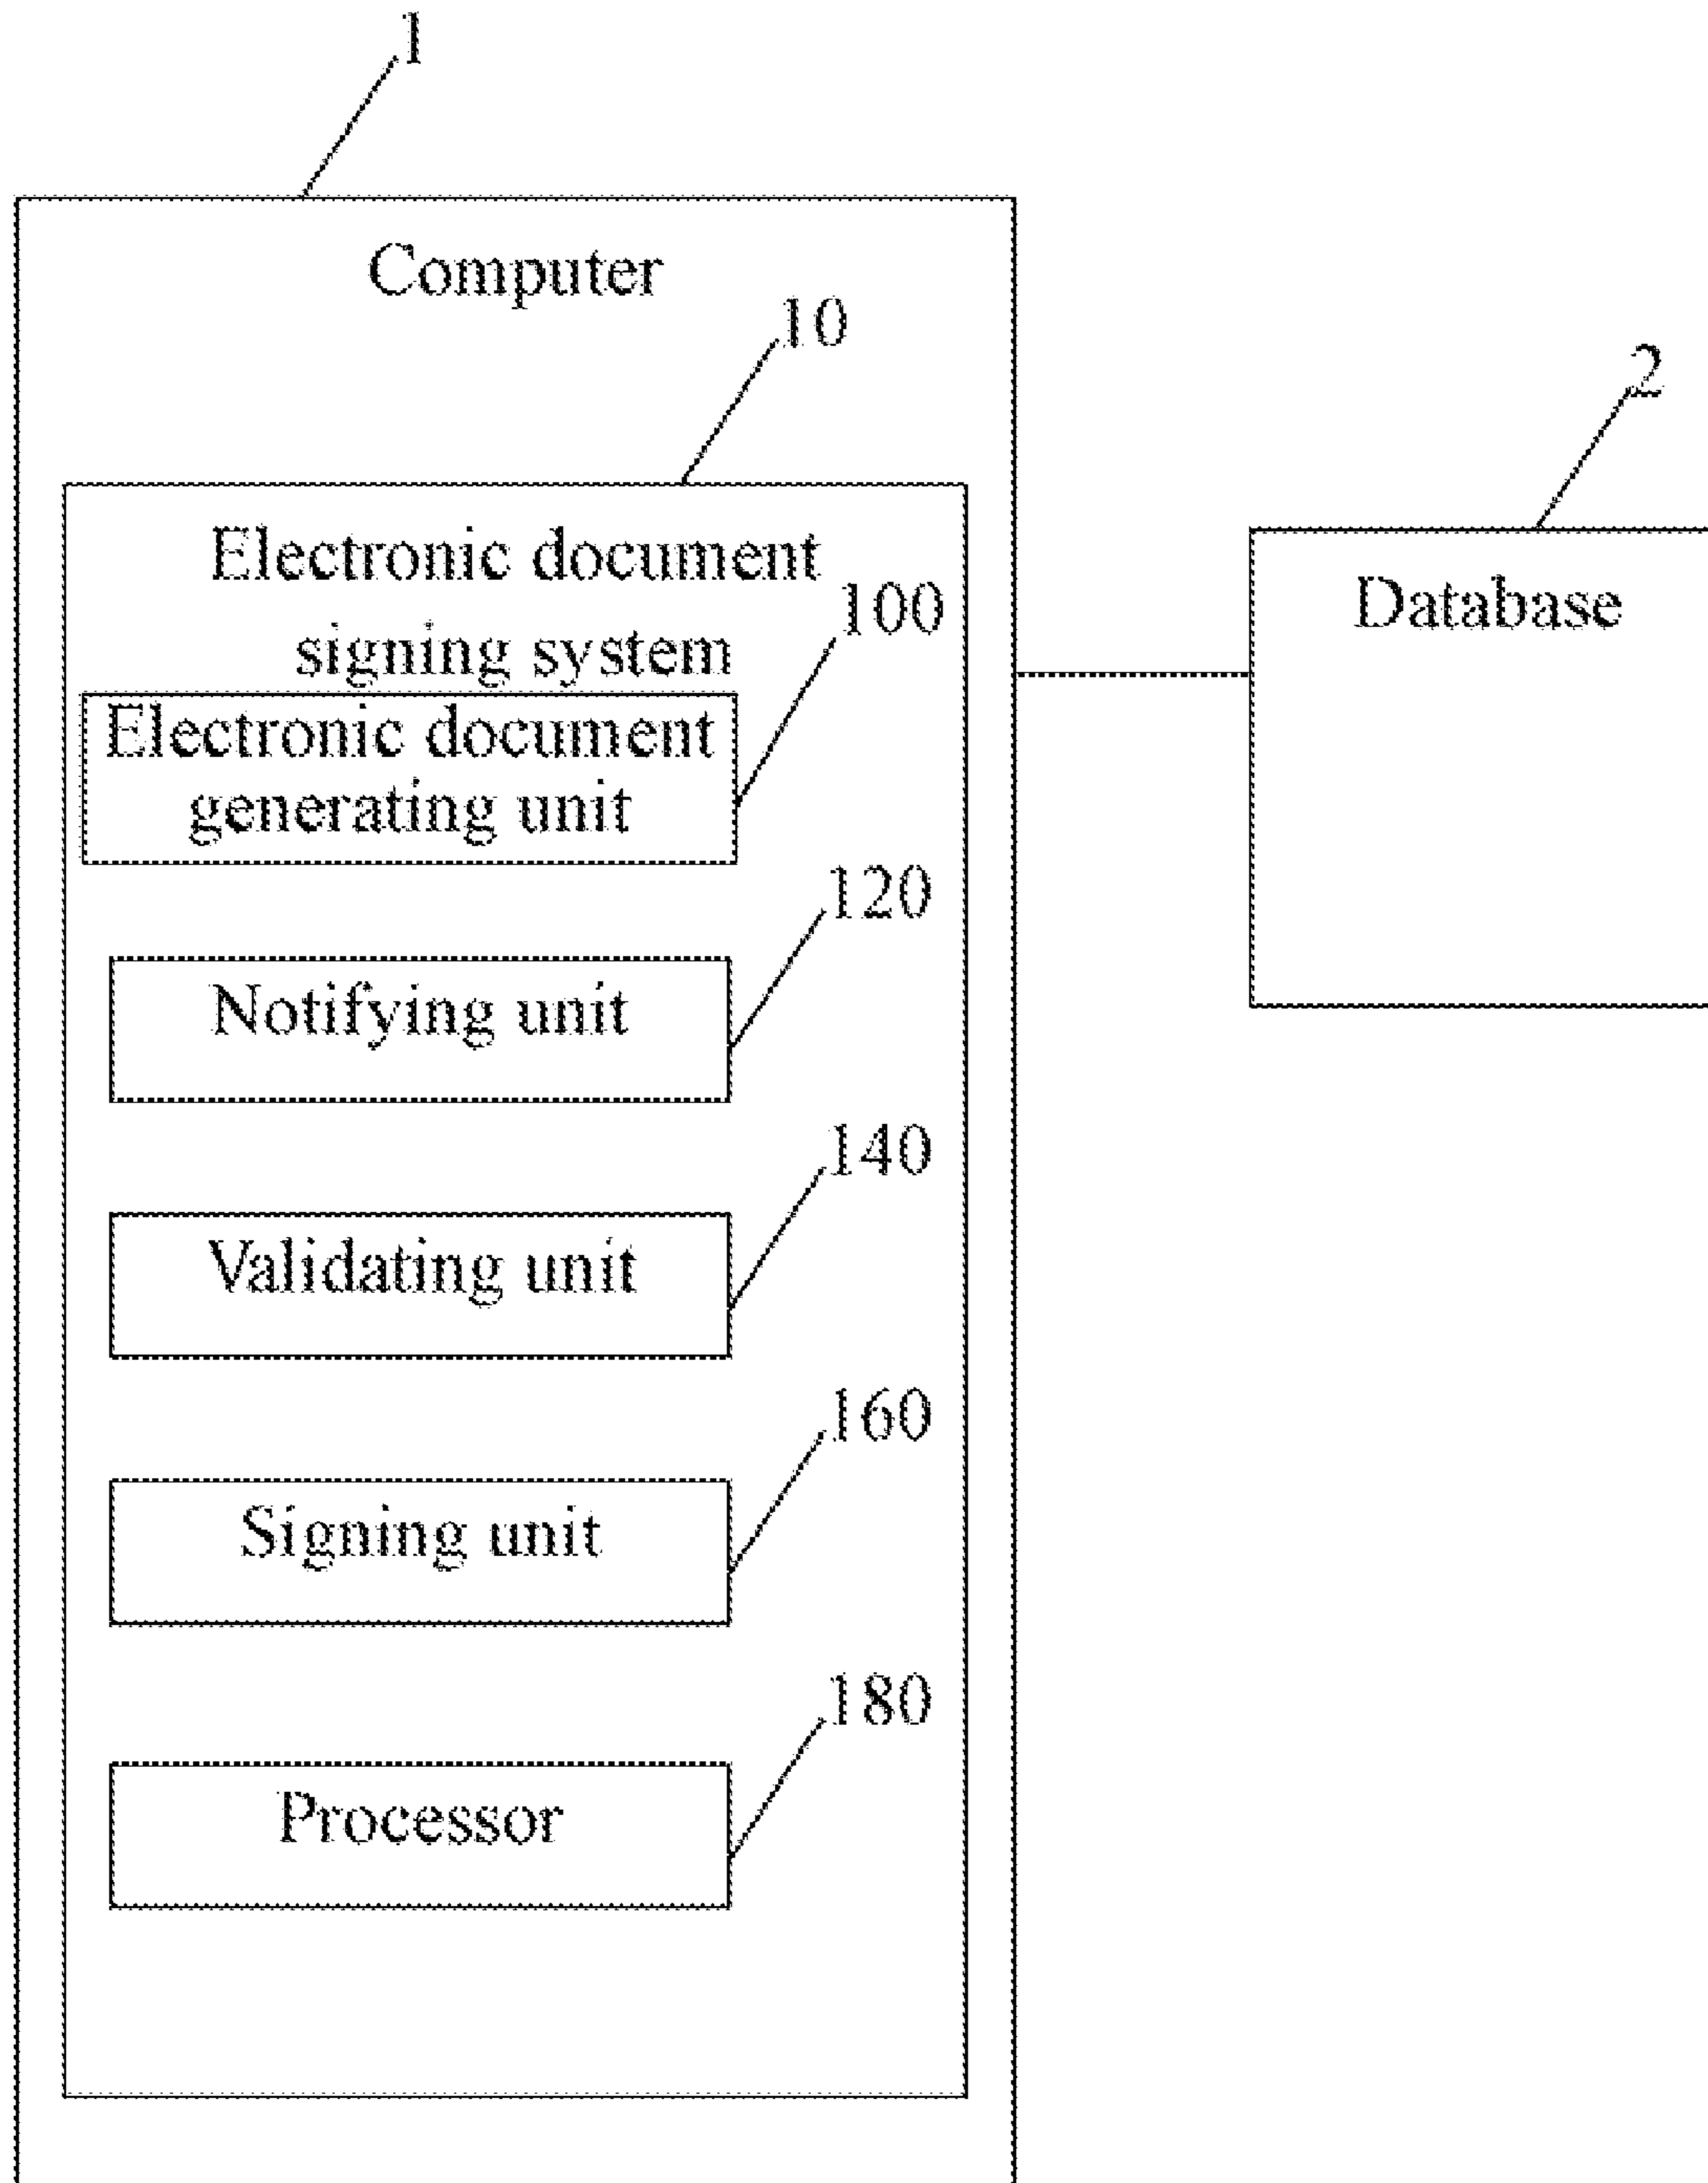 1
Computer
10
2
Electronic document
signing system
100
Database
Electronic document
generating unit
120
Notifying unit
140
Validating unit
160
Signing unit
180
Processor